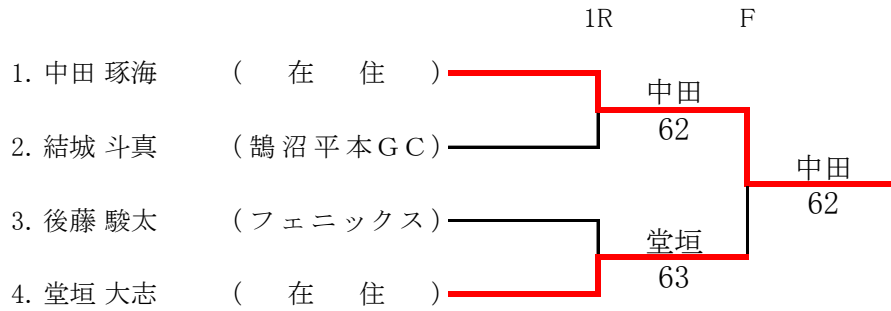 1R F
1. 中田 琢海 ( 在 住 )
中田
62
2. 結城 斗真 (鵠沼平本GC)
中田
62
3. 後藤 駿太 (フェニックス)
堂垣
63
4. 堂垣 大志 ( 在 住 )